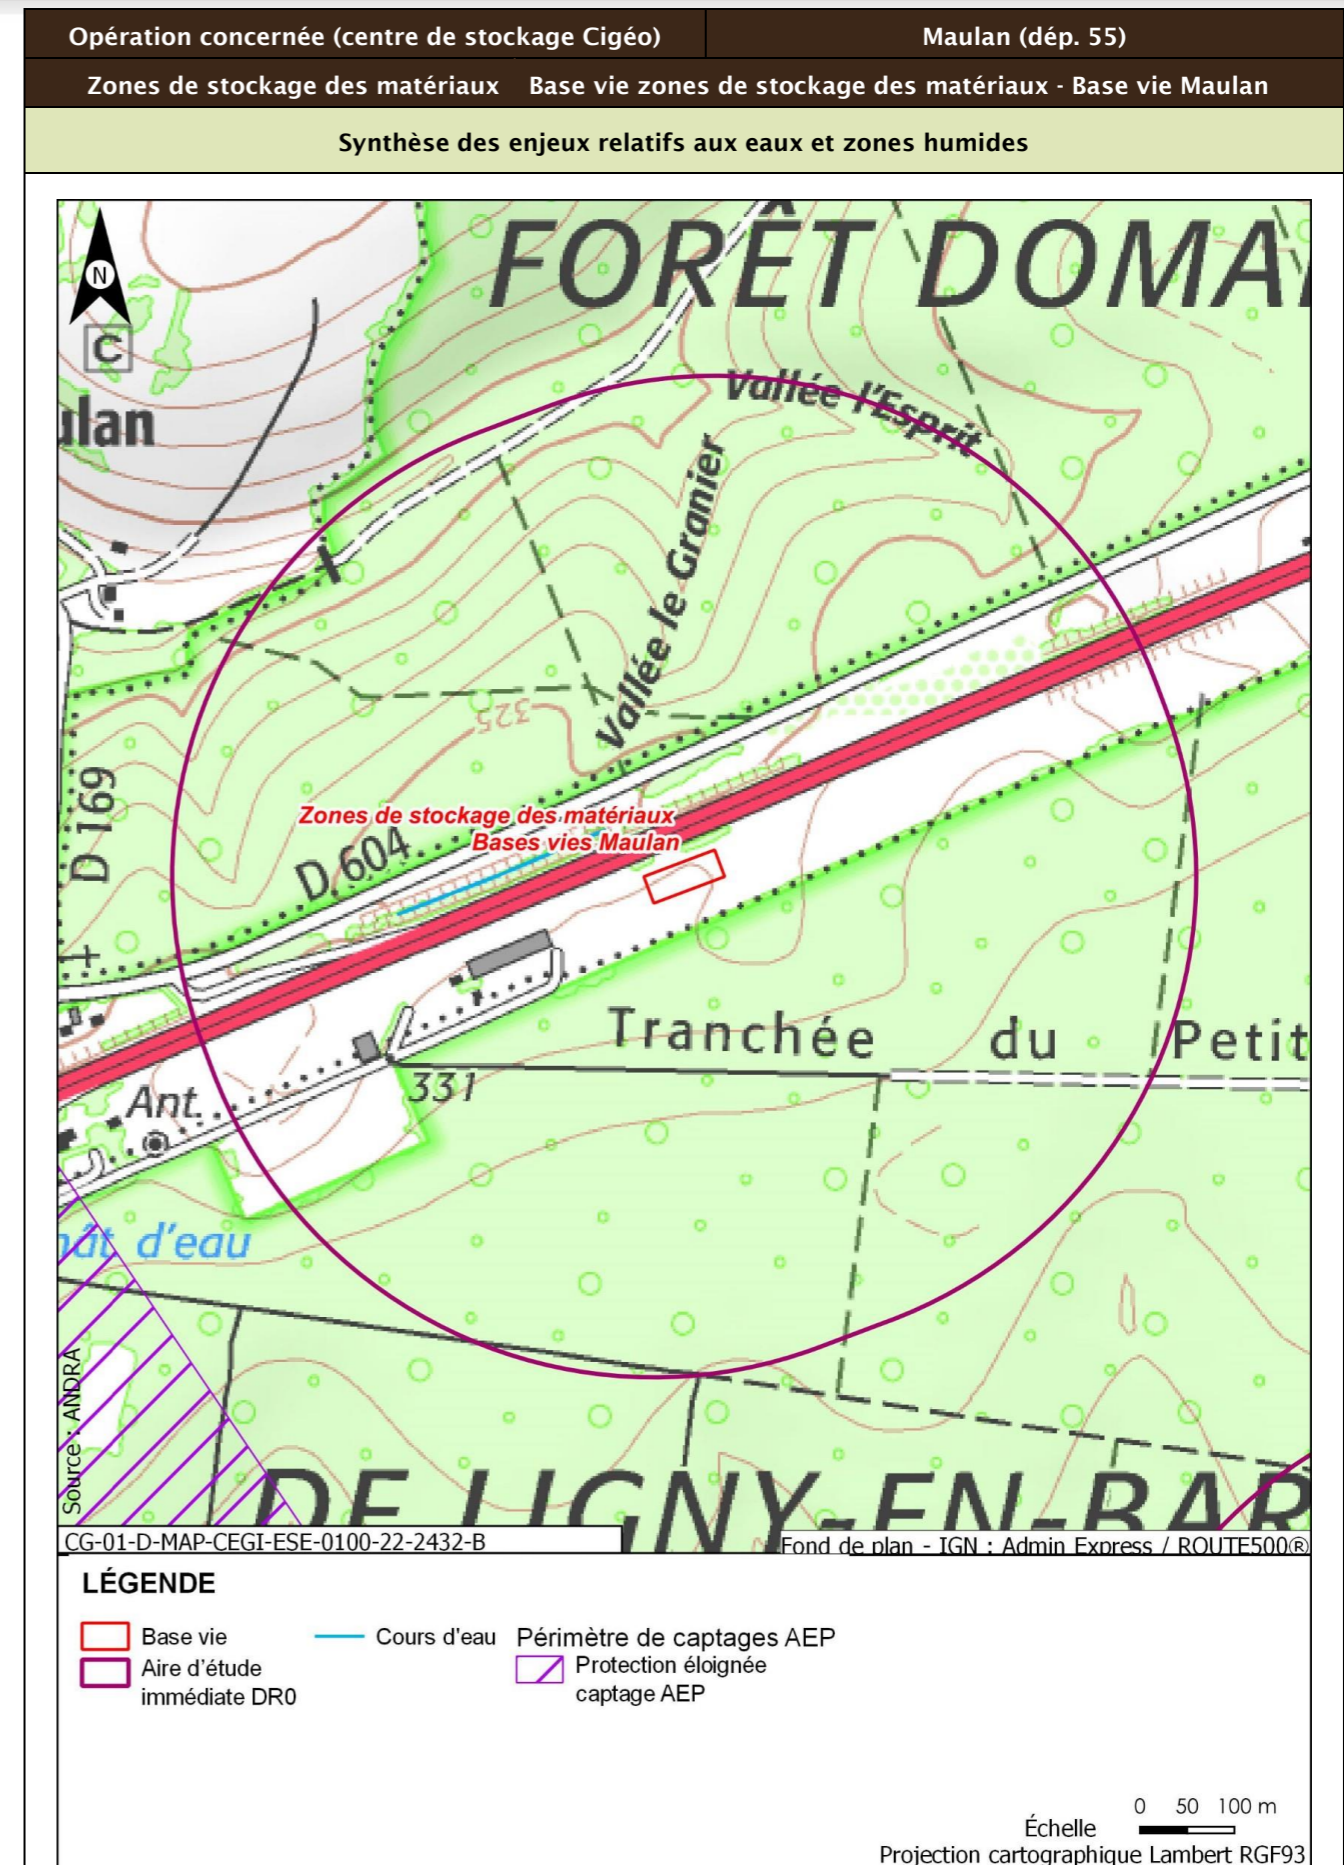 Opération concernée (centre de stockage Cigéo)
Maulan (dép. 55)
Zones de stockage des matériaux
Base vie zones de stockage des matériaux - Base vie Maulan
Synthèse des enjeux relatifs aux eaux et zones humides
N
C
FORÊT DOMA
ulan
Vallée l'Esprit
Vallée le Granier
325
D 169
Zones de stockage des matériaux
Bases vies Maulan
D 604
Tranchée du Petit
331
Ant.
ât d'eau
Source : ANDRA
DE LIGNY-EN-BAR
CG-01-D-MAP-CEGI-ESE-0100-22-2432-B
Fond de plan - IGN : Admin Express / ROUTE500®
LÉGENDE
Base vie
Aire d'étude
immédiate DR0
Cours d'eau
Périmètre de captages AEP
Protection éloignée
captage AEP
Échelle
0 50 100 m
Projection cartographique Lambert RGF93